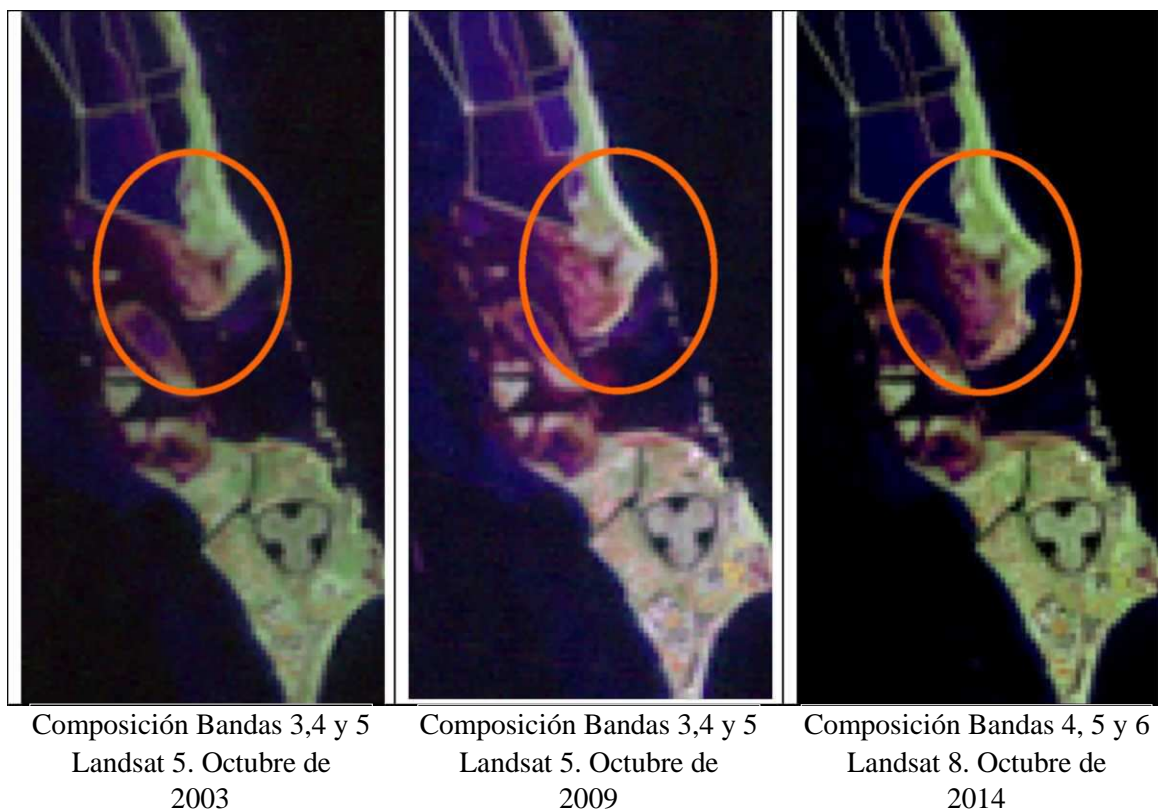 Composición Bandas 3,4 y 5
Landsat 5. Octubre de
2003
Composición Bandas 3,4 y 5
Landsat 5. Octubre de
2009
Composición Bandas 4, 5 y 6
Landsat 8. Octubre de
2014